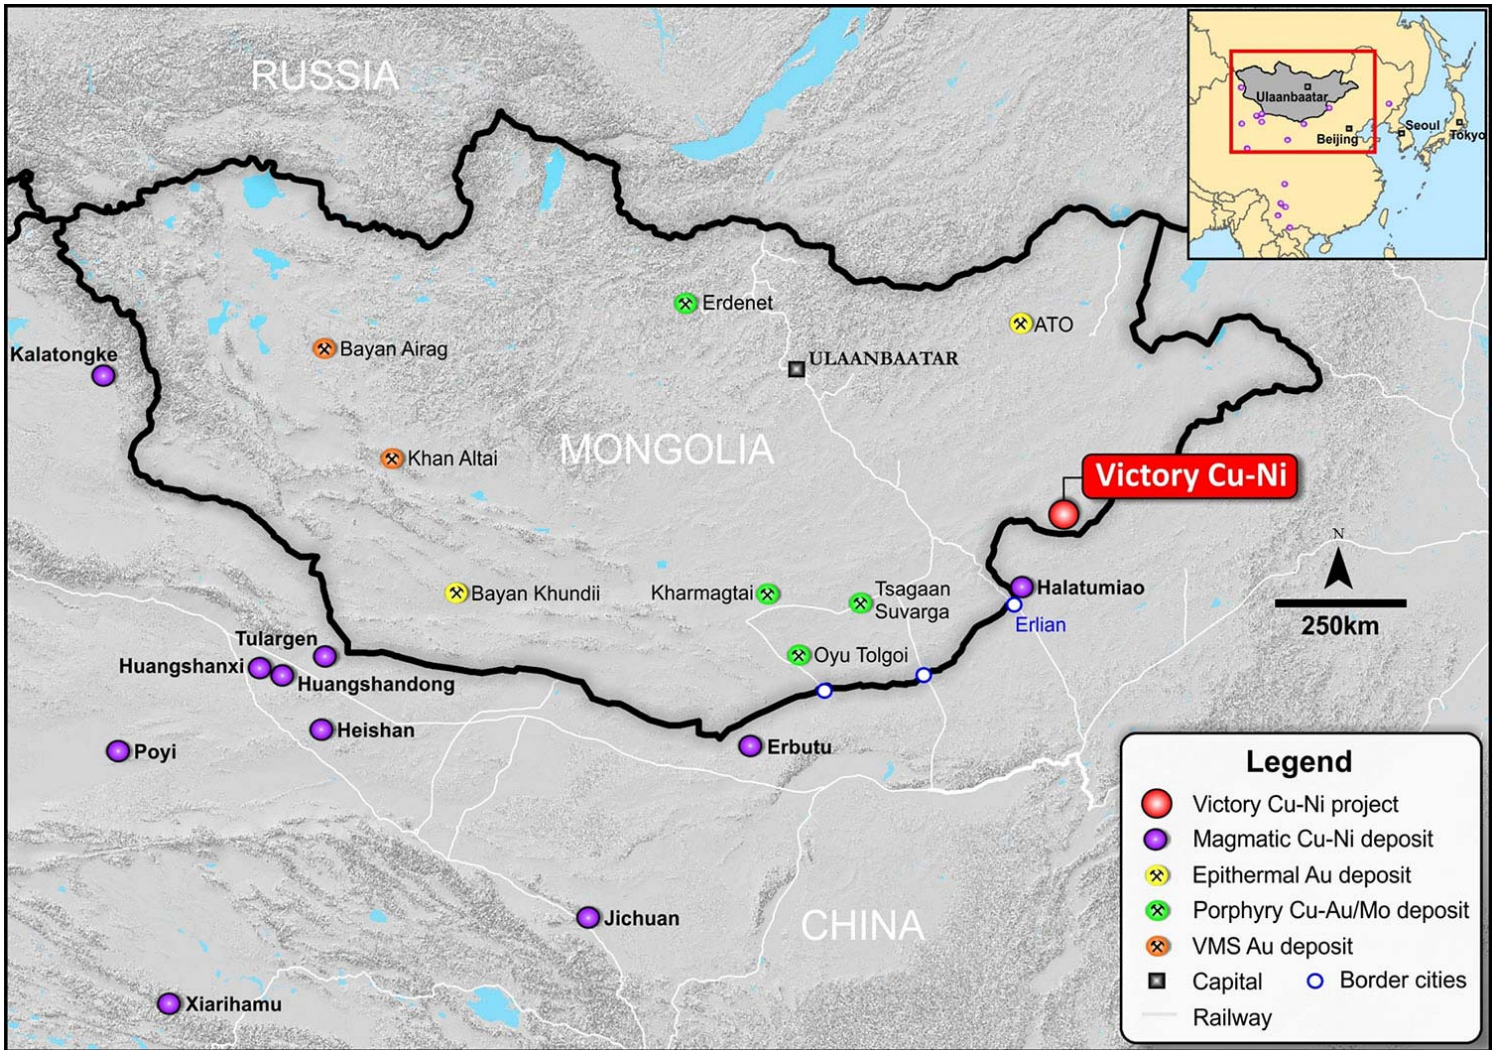 RUSSIA
Ulaanbaatar
Beijing
Seoul
Tokyo
Erdenet
ATO
Bayan Airag
Kalatongke
ULAANBAATAR
MONGOLIA
Khan Altai
Victory Cu-Ni
N
250km
Halatumiao
Erlian
Bayan Khundii
Kharmagtai
Tsagaan
Suvarga
Oyu Tolgoi
Tulargen
Huangshanxi
Huangshandong
Heishan
Poyi
Erbutu
Jichuan
CHINA
Xiarihamu
Legend
Victory Cu-Ni project
Magmatic Cu-Ni deposit
Epithermal Au deposit
Porphyry Cu-Au/Mo deposit
VMS Au deposit
Capital
Border cities
Railway